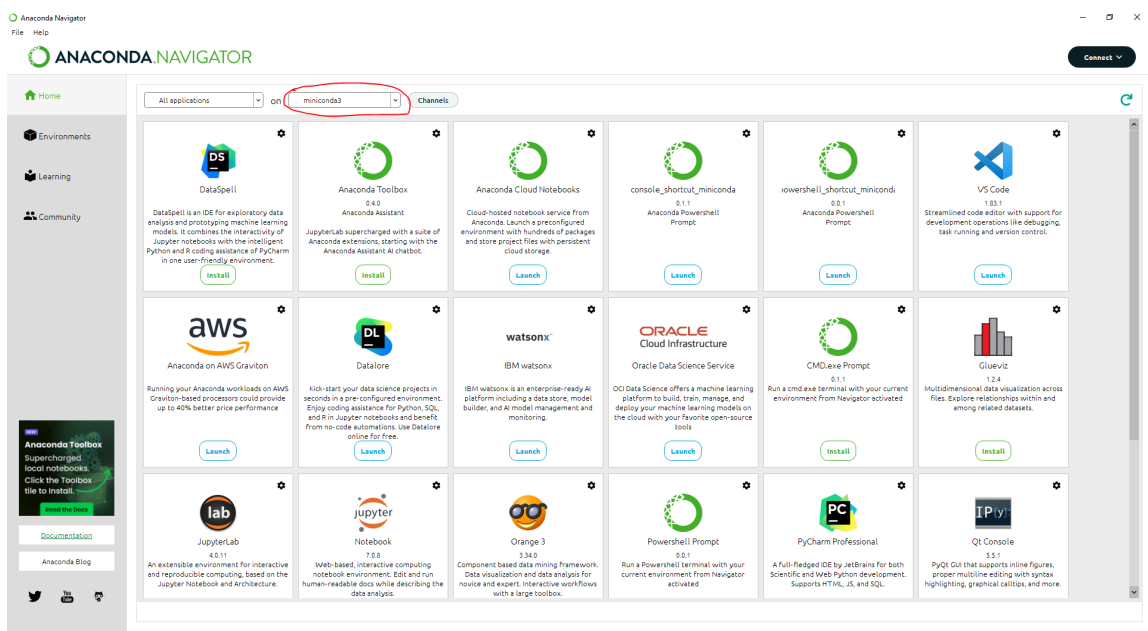 Anaconda Navigator
File Help
ANACONDA.NAVIGATOR
Connect
Home
Environments
Learning
Community
All applications
on
miniconda3
Channels
DS
DataSpell
DataSpell is an IDE for exploratory data
analysis and prototyping machine learning
models. It combines the interactivity of
Jupyter notebooks with the intelligent
Python and R coding assistance of PyCharm
in one user-friendly environment.
Install
Anaconda Toolbox
0.4.0
Anaconda Assistant
JupyterLab supercharged with a suite of
Anaconda extensions, starting with the
Anaconda Assistant AI chatbot.
Install
Anaconda Cloud Notebooks
Cloud-hosted notebook service from
Anaconda. Launch a preconfigured
environment with hundreds of packages
and store project files with persistent
cloud storage.
Launch
console_shortcut_miniconda
0.1.1
Anaconda Powershell
Prompt
Launch
powershell_shortcut_miniconda
0.0.1
Anaconda Powershell
Prompt
Launch
VS Code
1.83.1
Streamlined code editor with support for
development operations like debugging,
task running and version control.
Launch
aws
Anaconda on AWS Graviton
Running your Anaconda workloads on AWS
Graviton-based processors could provide
up to 40% better price performance
Launch
DL
Datalore
Kick-start your data science projects in
seconds in a pre-configured environment.
Enjoy coding assistance for Python, SQL,
and R in Jupyter notebooks and benefit
from no-code automations. Use Datalore
online for free.
Launch
watsonx
IBM watsonx
IBM watsonx is an enterprise-ready AI
platform including a data store, model
builder, and AI model management and
monitoring.
Launch
ORACLE
Cloud Infrastructure
Oracle Data Science Service
OCI Data Science offers a machine learning
platform to build, train, manage, and
deploy your machine learning models on
the cloud with your favorite open-source
tools
Launch
CMD.exe Prompt
0.1.1
Run a cmd.exe terminal with your current
environment from Navigator activated
Install
Glueviz
1.2.4
Multidimensional data visualization across
files. Explore relationships within and
among related datasets.
Install
lab
JupyterLab
4.0.11
An extensible environment for interactive
and reproducible computing, based on the
Jupyter Notebook and Architecture.
jupyter
Notebook
7.0.8
Web-based, interactive computing
notebook environment. Edit and run
human-readable docs while describing the
data analysis.
Orange 3
3.34.0
Component based data mining framework.
Data visualization and data analysis for
novice and expert. Interactive workflows
with a large toolbox.
Powershell Prompt
0.0.1
Run a Powershell terminal with your
current environment from Navigator
activated
PC
PyCharm Professional
A full-fledged IDE by JetBrains for both
Scientific and Web Python development.
Supports HTML, JS, and SQL.
IP[y]:
Qt Console
5.5.1
PyQt GUI that supports inline figures,
proper multiline editing with syntax
highlighting, graphical calltips, and more.
NEW
Anaconda Toolbox
Supercharged
local notebooks.
Click the Toolbox
tile to Install.
Read the Docs
Documentation
Anaconda Blog
You
Tube